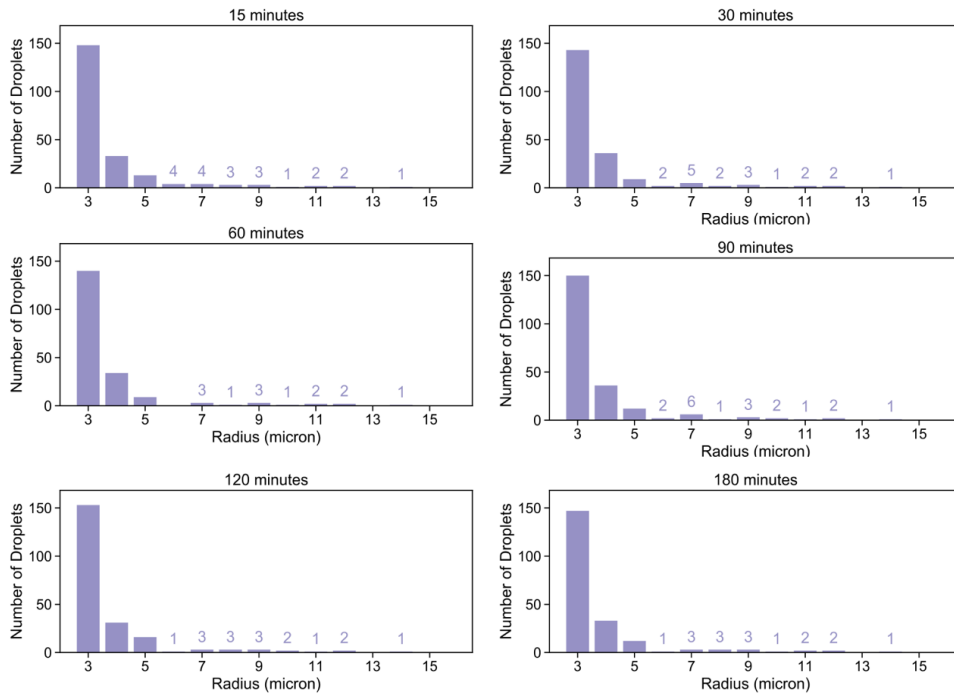 15 minutes
Number of Droplets
150
100
50
0
4 4 3 3 1 2 2 1
3 5 7 9 11 13 15
30 minutes
Number of Droplets
150
100
50
0
2 5 2 3 1 2 2 1
3 5 7 9 11 13 15
Radius (micron)
60 minutes
Number of Droplets
150
100
50
0
3 1 3 1 2 2 1
3 5 7 9 11 13 15
Radius (micron)
90 minutes
Number of Droplets
150
100
50
0
2 6 1 3 2 1 2 1
3 5 7 9 11 13 15
Radius (micron)
120 minutes
Number of Droplets
150
100
50
0
1 3 3 3 2 1 2 1
3 5 7 9 11 13 15
Radius (micron)
180 minutes
Number of Droplets
150
100
50
0
1 3 3 3 1 2 2 1
3 5 7 9 11 13 15
Radius (micron)